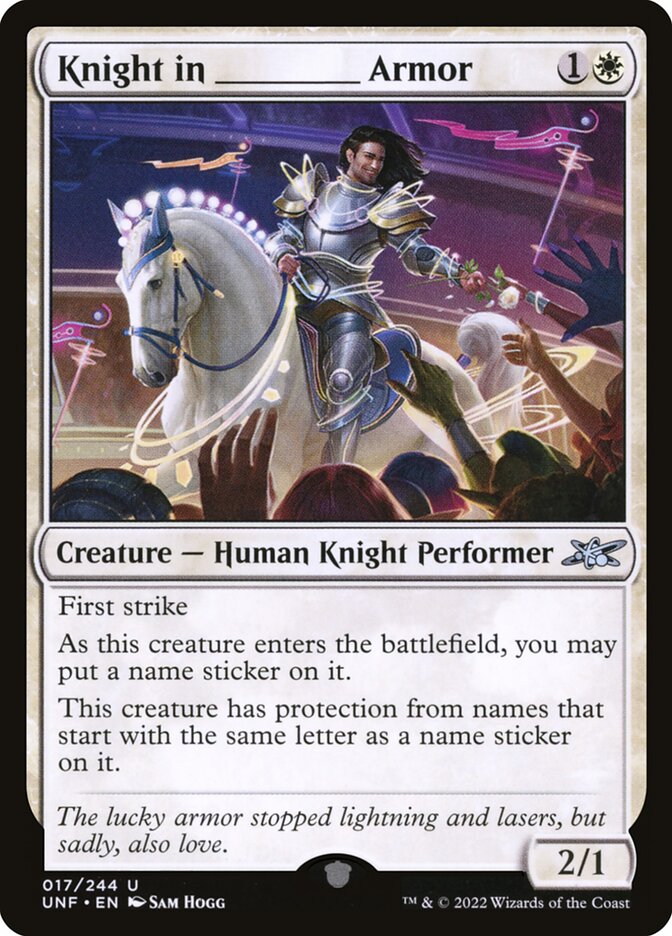 Knight in ________ Armor 1
Creature — Human Knight Performer
First strike
As this creature enters the battlefield, you may
put a name sticker on it.
This creature has protection from names that
start with the same letter as a name sticker
on it.
The lucky armor stopped lightning and lasers, but
sadly, also love.
2/1
017/244 U
UNF • EN Sam Hogg
™ & © 2022 Wizards of the Coast